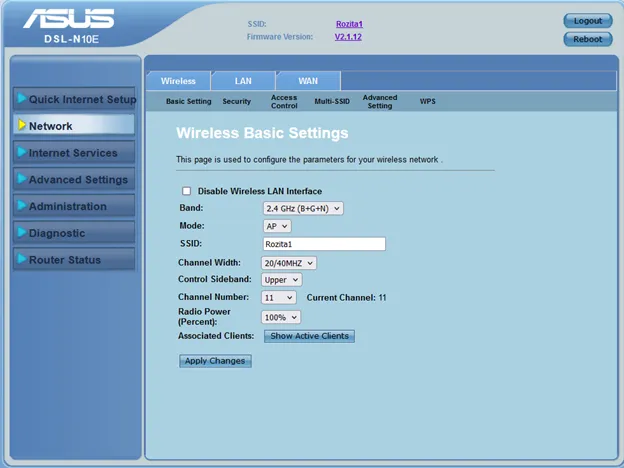 ASUS
DSL-N10E
SSID: Rozita1
Firmware Version: V2.1.12
Logout
Reboot
Quick Internet Setup
Network
Internet Services
Advanced Settings
Administration
Diagnostic
Router Status
Wireless LAN WAN
Basic Setting Security Access Control Multi-SSID Advanced Setting WPS
Wireless Basic Settings
This page is used to configure the parameters for your wireless network .
Disable Wireless LAN Interface
Band: 2.4 GHz (B+G+N)
Mode: AP
SSID: Rozita1
Channel Width: 20/40MHZ
Control Sideband: Upper
Channel Number: 11 Current Channel: 11
Radio Power
(Percent): 100%
Associated Clients: Show Active Clients
Apply Changes